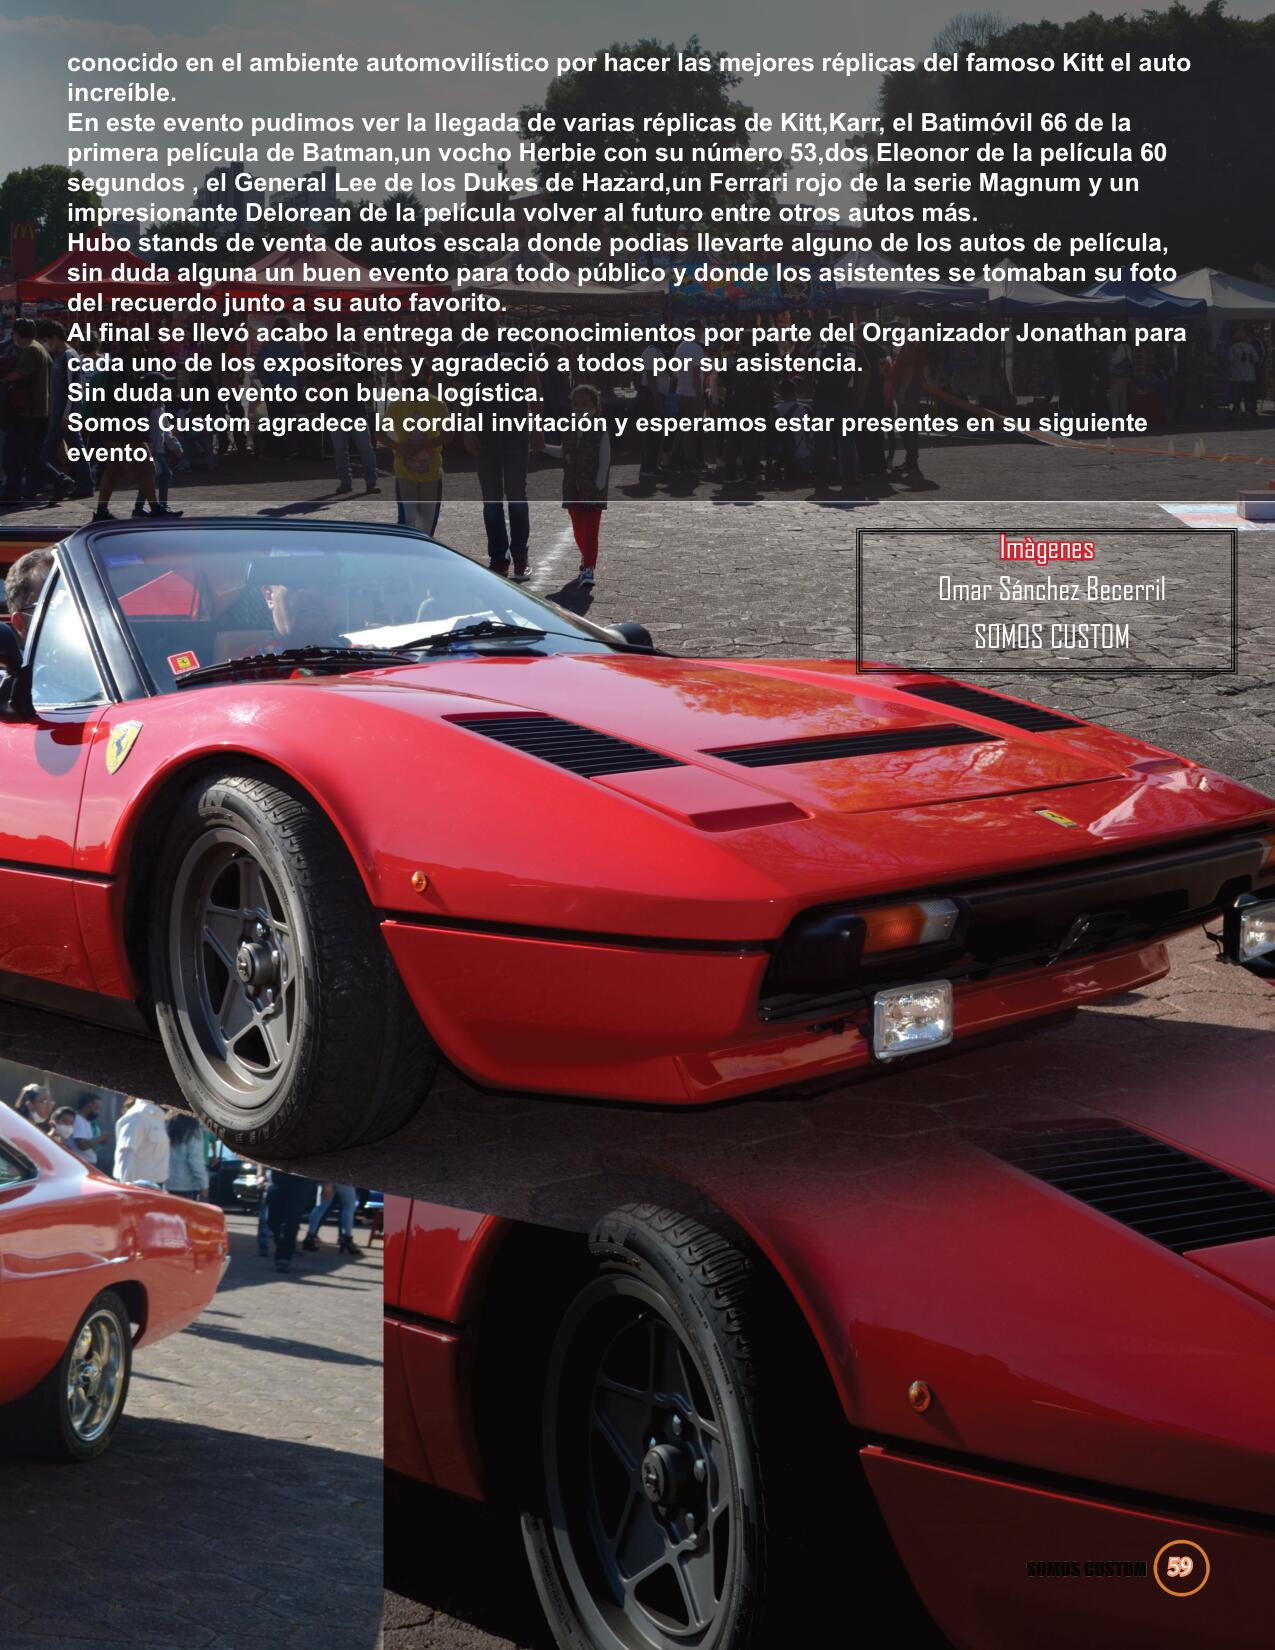 conocido en el ambiente automovilístico por hacer las mejores réplicas del famoso Kitt el auto
increíble.
En este evento pudimos ver la llegada de varias réplicas de Kitt,Karr, el Batimóvil 66 de la
primera película de Batman,un vocho Herbie con su número 53,dos Eleonor de la película 60
segundos , el General Lee de los Dukes de Hazard,un Ferrari rojo de la serie Magnum y un
impresionante Delorean de la película volver al futuro entre otros autos más.
Hubo stands de venta de autos escala donde podias llevarte alguno de los autos de película,
sin duda alguna un buen evento para todo público y donde los asistentes se tomaban su foto
del recuerdo junto a su auto favorito.
Al final se llevó acabo la entrega de reconocimientos por parte del Organizador Jonathan para
cada uno de los expositores y agradeció a todos por su asistencia.
Sin duda un evento con buena logística.
Somos Custom agradece la cordial invitación y esperamos estar presentes en su siguiente
evento.
Imàgenes
Omar Sánchez Becerril
SOMOS CUSTOM
SOMOS CUSTOM 59